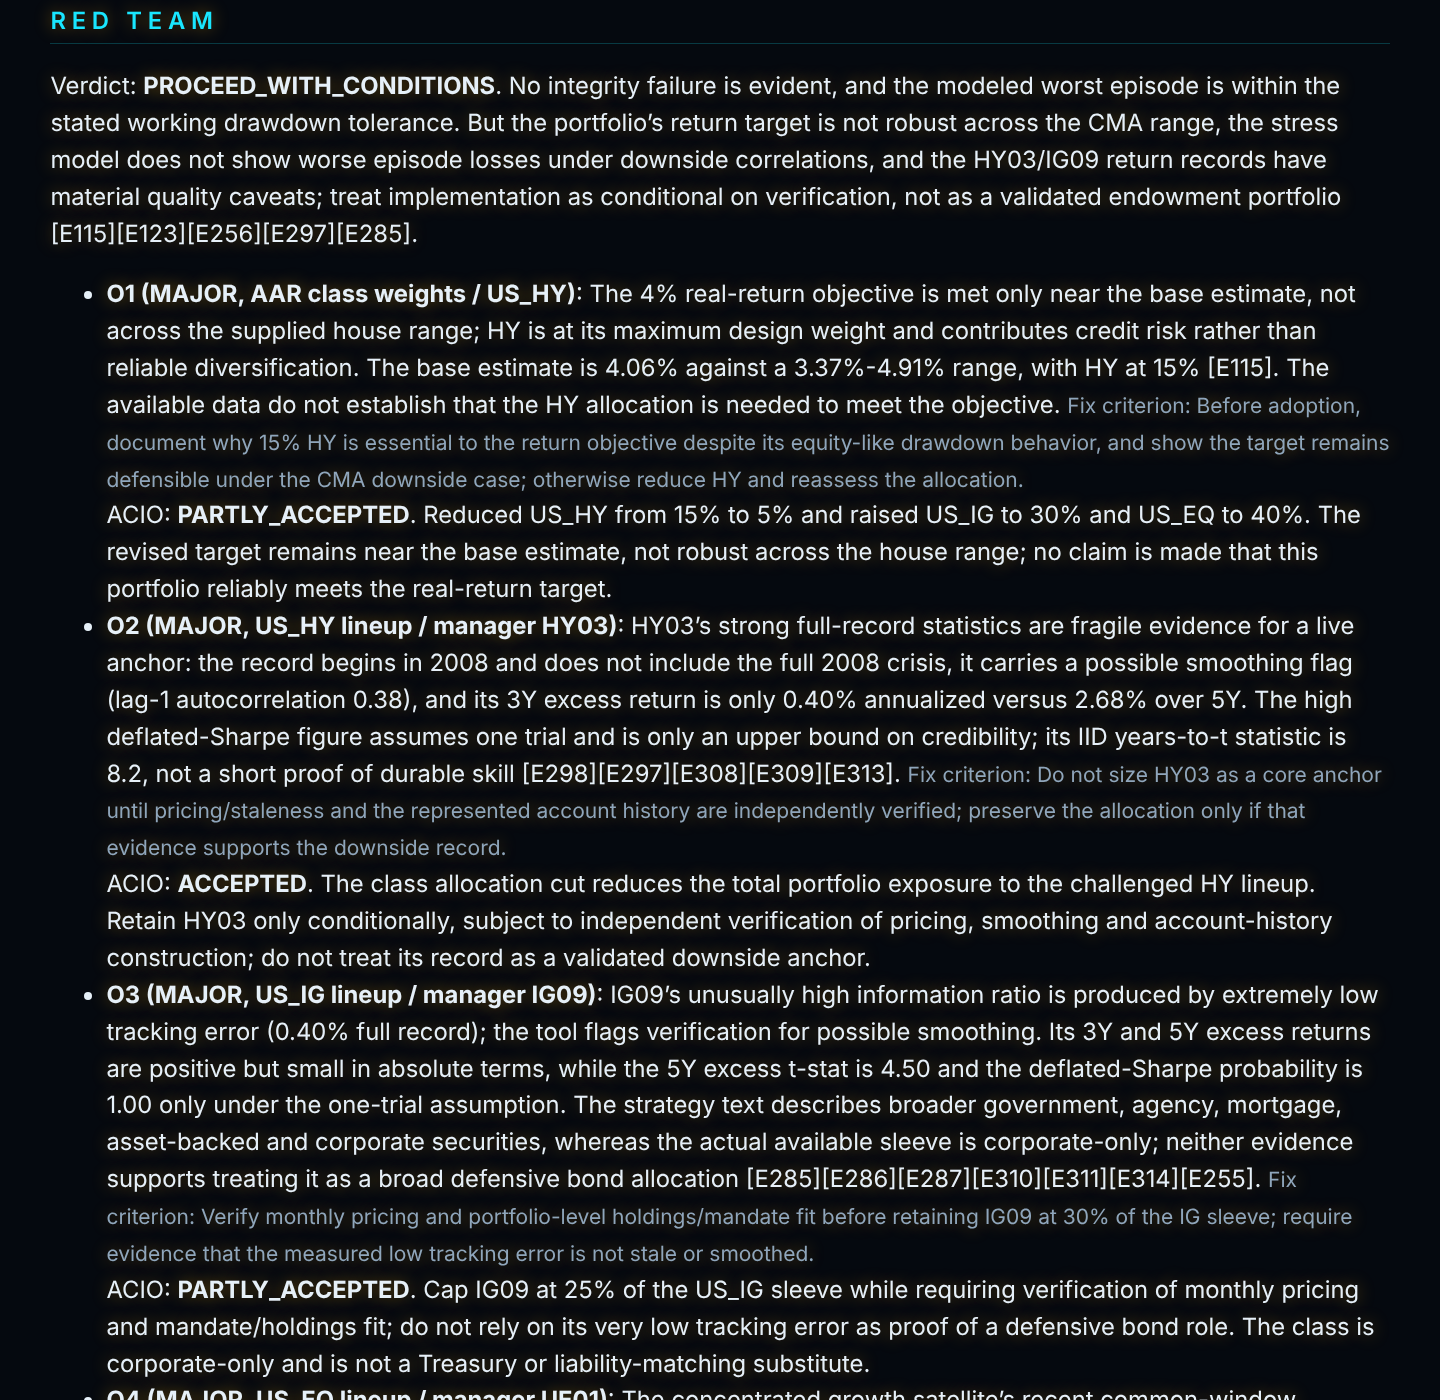 RED TEAM
Verdict: PROCEED_WITH_CONDITIONS. No integrity failure is evident, and the modeled worst episode is within the
stated working drawdown tolerance. But the portfolio’s return target is not robust across the CMA range, the stress
model does not show worse episode losses under downside correlations, and the HY03/IG09 return records have
material quality caveats; treat implementation as conditional on verification, not as a validated endowment portfolio
[E115][E123][E256][E297][E285].
• O1 (MAJOR, AAR class weights / US_HY): The 4% real-return objective is met only near the base estimate, not
across the supplied house range; HY is at its maximum design weight and contributes credit risk rather than
reliable diversification. The base estimate is 4.06% against a 3.37%-4.91% range, with HY at 15% [E115]. The
available data do not establish that the HY allocation is needed to meet the objective. Fix criterion: Before adoption,
document why 15% HY is essential to the return objective despite its equity-like drawdown behavior, and show the target remains
defensible under the CMA downside case; otherwise reduce HY and reassess the allocation.
ACIO: PARTLY_ACCEPTED. Reduced US_HY from 15% to 5% and raised US_IG to 30% and US_EQ to 40%. The
revised target remains near the base estimate, not robust across the house range; no claim is made that this
portfolio reliably meets the real-return target.
• O2 (MAJOR, US_HY lineup / manager HY03): HY03’s strong full-record statistics are fragile evidence for a live
anchor: the record begins in 2008 and does not include the full 2008 crisis, it carries a possible smoothing flag
(lag-1 autocorrelation 0.38), and its 3Y excess return is only 0.40% annualized versus 2.68% over 5Y. The high
deflated-Sharpe figure assumes one trial and is only an upper bound on credibility; its IID years-to-t statistic is
8.2, not a short proof of durable skill [E298][E297][E308][E309][E313]. Fix criterion: Do not size HY03 as a core anchor
until pricing/staleness and the represented account history are independently verified; preserve the allocation only if that
evidence supports the downside record.
ACIO: ACCEPTED. The class allocation cut reduces the total portfolio exposure to the challenged HY lineup.
Retain HY03 only conditionally, subject to independent verification of pricing, smoothing and account-history
construction; do not treat its record as a validated downside anchor.
• O3 (MAJOR, US_IG lineup / manager IG09): IG09’s unusually high information ratio is produced by extremely low
tracking error (0.40% full record); the tool flags verification for possible smoothing. Its 3Y and 5Y excess returns
are positive but small in absolute terms, while the 5Y excess t-stat is 4.50 and the deflated-Sharpe probability is
1.00 only under the one-trial assumption. The strategy text describes broader government, agency, mortgage,
asset-backed and corporate securities, whereas the actual available sleeve is corporate-only; neither evidence
supports treating it as a broad defensive bond allocation [E285][E286][E287][E310][E311][E314][E255]. Fix
criterion: Verify monthly pricing and portfolio-level holdings/mandate fit before retaining IG09 at 30% of the IG sleeve; require
evidence that the measured low tracking error is not stale or smoothed.
ACIO: PARTLY_ACCEPTED. Cap IG09 at 25% of the US_IG sleeve while requiring verification of monthly pricing
and mandate/holdings fit; do not rely on its very low tracking error as proof of a defensive bond role. The class is
corporate-only and is not a Treasury or liability-matching substitute.
• O4 (MAJOR, US_EQ lineup / manager UE01): The concentrated growth satellite’s recent common-window